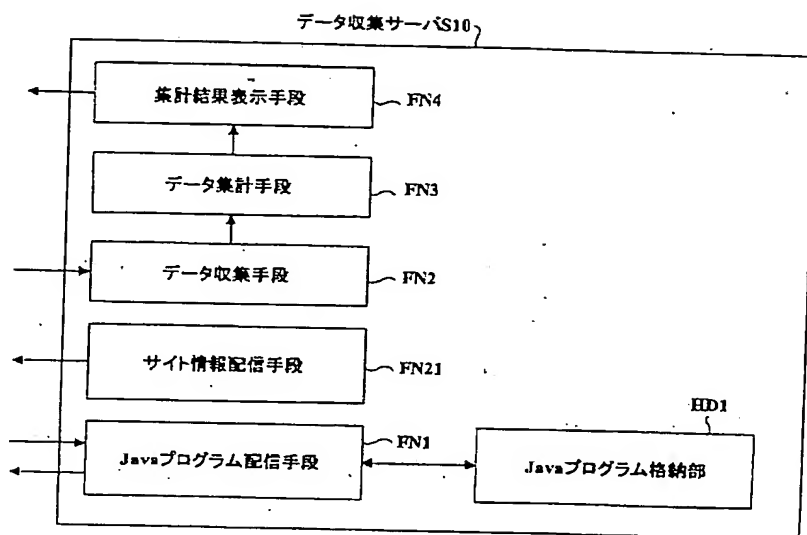 データ収集サーバS10
集計結果表示手段
FN4
データ集計手段
FN3
データ収集手段
FN2
サイト情報配信手段
FN21
Javaプログラム配信手段
FN1
HD1
Javaプログラム格納部